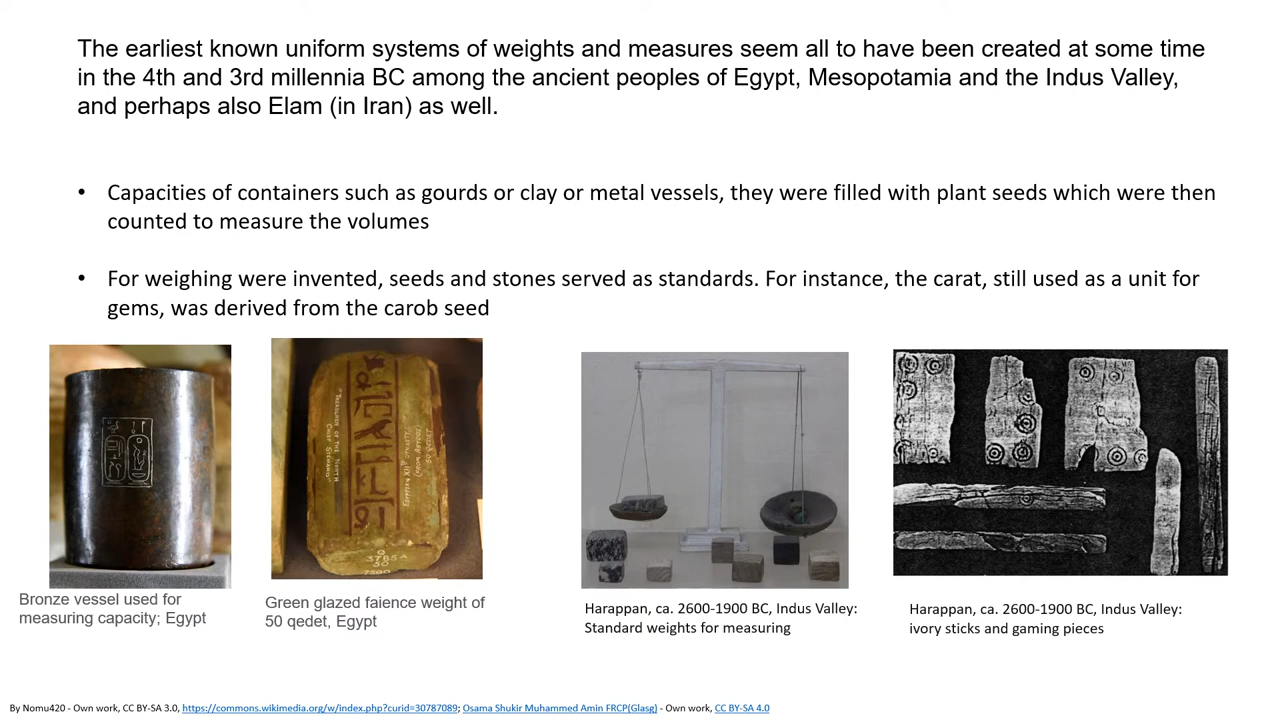 The earliest known uniform systems of weights and measures seem all to have been created at some time
in the 4th and 3rd millennia BC among the ancient peoples of Egypt, Mesopotamia and the Indus Valley,
and perhaps also Elam (in Iran) as well.
• Capacities of containers such as gourds or clay or metal vessels, they were filled with plant seeds which were then
counted to measure the volumes
• For weighing were invented, seeds and stones served as standards. For instance, the carat, still used as a unit for
gems, was derived from the carob seed
"TREASURER OF THE NORTH
CHIEF STEWARD"
Bronze vessel used for
measuring capacity; Egypt
Green glazed faience weight of
50 qedet, Egypt
Harappan, ca. 2600-1900 BC, Indus Valley:
Standard weights for measuring
Harappan, ca. 2600-1900 BC, Indus Valley:
ivory sticks and gaming pieces
By Nomu420 - Own work, CC BY-SA 3.0, https://commons.wikimedia.org/w/index.php?curid=30787089; Osama Shukir Muhammed Amin FRCP(Glasg) - Own work, CC BY-SA 4.0